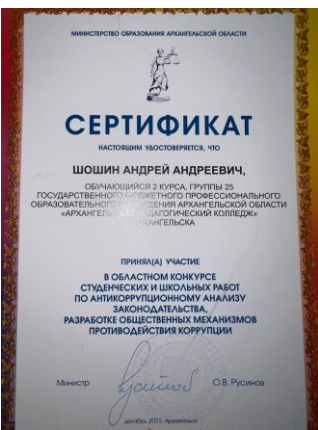 МИНИСТЕРСТВО ОБРАЗОВАНИЯ АРХАНГЕЛЬСКОЙ ОБЛАСТИ
СЕРТИФИКАТ
НАСТОЯЩИМ УДОСТОВЕРЯЕТСЯ, ЧТО
ШОШИН АНДРЕЙ АНДРЕЕВИЧ,
ОБУЧАЮЩИЙСЯ 2 КУРСА, ГРУППЫ 25
ГОСУДАРСТВЕННОГО БЮДЖЕТНОГО ПРОФЕССИОНАЛЬНОГО
ОБРАЗОВАТЕЛЬНОГО УЧРЕЖДЕНИЯ АРХАНГЕЛЬСКОЙ ОБЛАСТИ
«АРХАНГЕЛЬСКИЙ ПЕДАГОГИЧЕСКИЙ КОЛЛЕДЖ»
АРХАНГЕЛЬСКА
ПРИНЯЛ(А) УЧАСТИЕ
В ОБЛАСТНОМ КОНКУРСЕ
СТУДЕНЧЕСКИХ И ШКОЛЬНЫХ РАБОТ
ПО АНТИКОРРУПЦИОННОМУ АНАЛИЗУ
ЗАКОНОДАТЕЛЬСТВА,
РАЗРАБОТКЕ ОБЩЕСТВЕННЫХ МЕХАНИЗМОВ
ПРОТИВОДЕЙСТВИЯ КОРРУПЦИИ
Министр О.В. Русинов
декабрь 2021, Архангельск